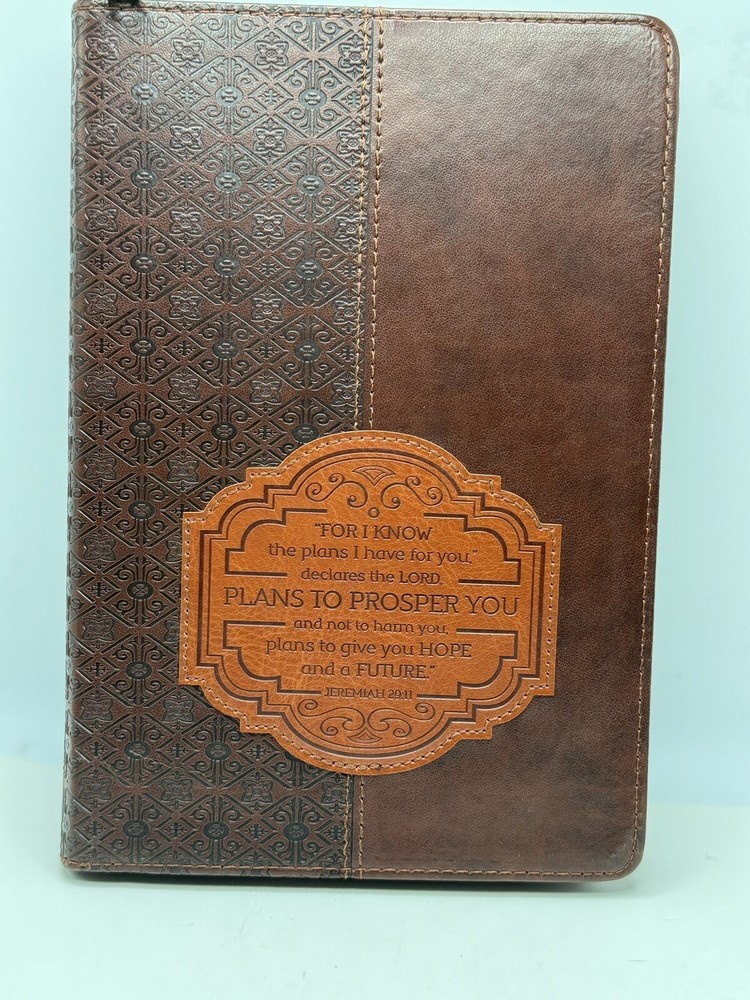 "FOR I KNOW
the plans I have for you,"
declares the LORD.
PLANS TO PROSPER YOU
and not to harm you,
plans to give you HOPE
and a FUTURE."
JEREMIAH 29:11